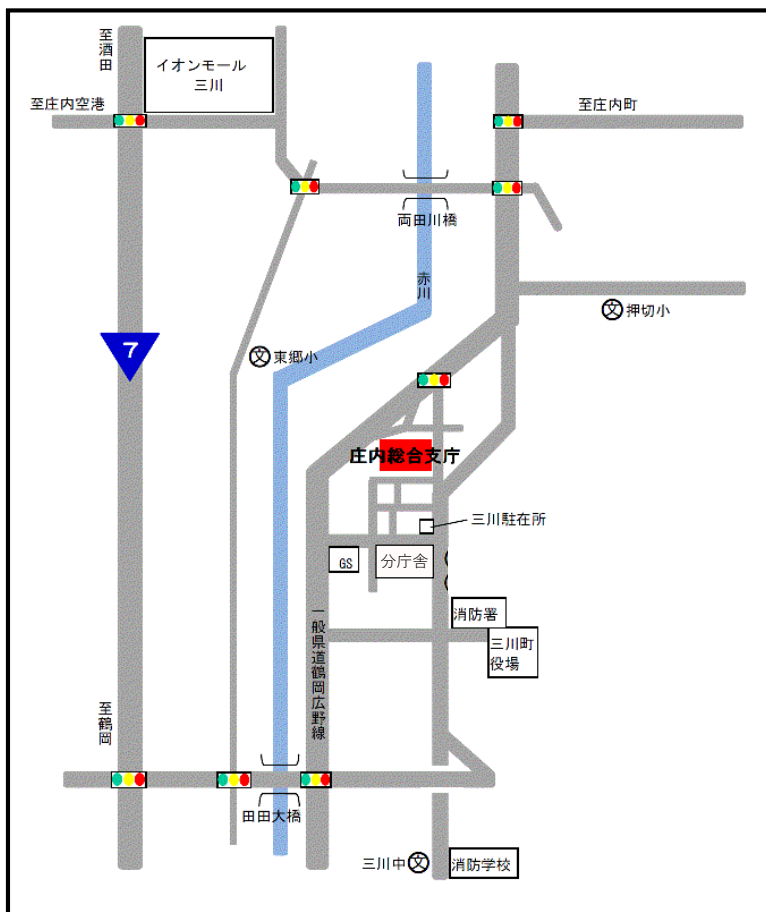 至酒田
イオンモール
三川
至庄内空港
至庄内町
両田川橋
赤川
文 押切小
7
文 東郷小
庄内総合支庁
三川駐在所
GS
分庁舎
消防署
三川町
役場
一般県道鶴岡広野線
至鶴岡
田田大橋
三川中 文
消防学校